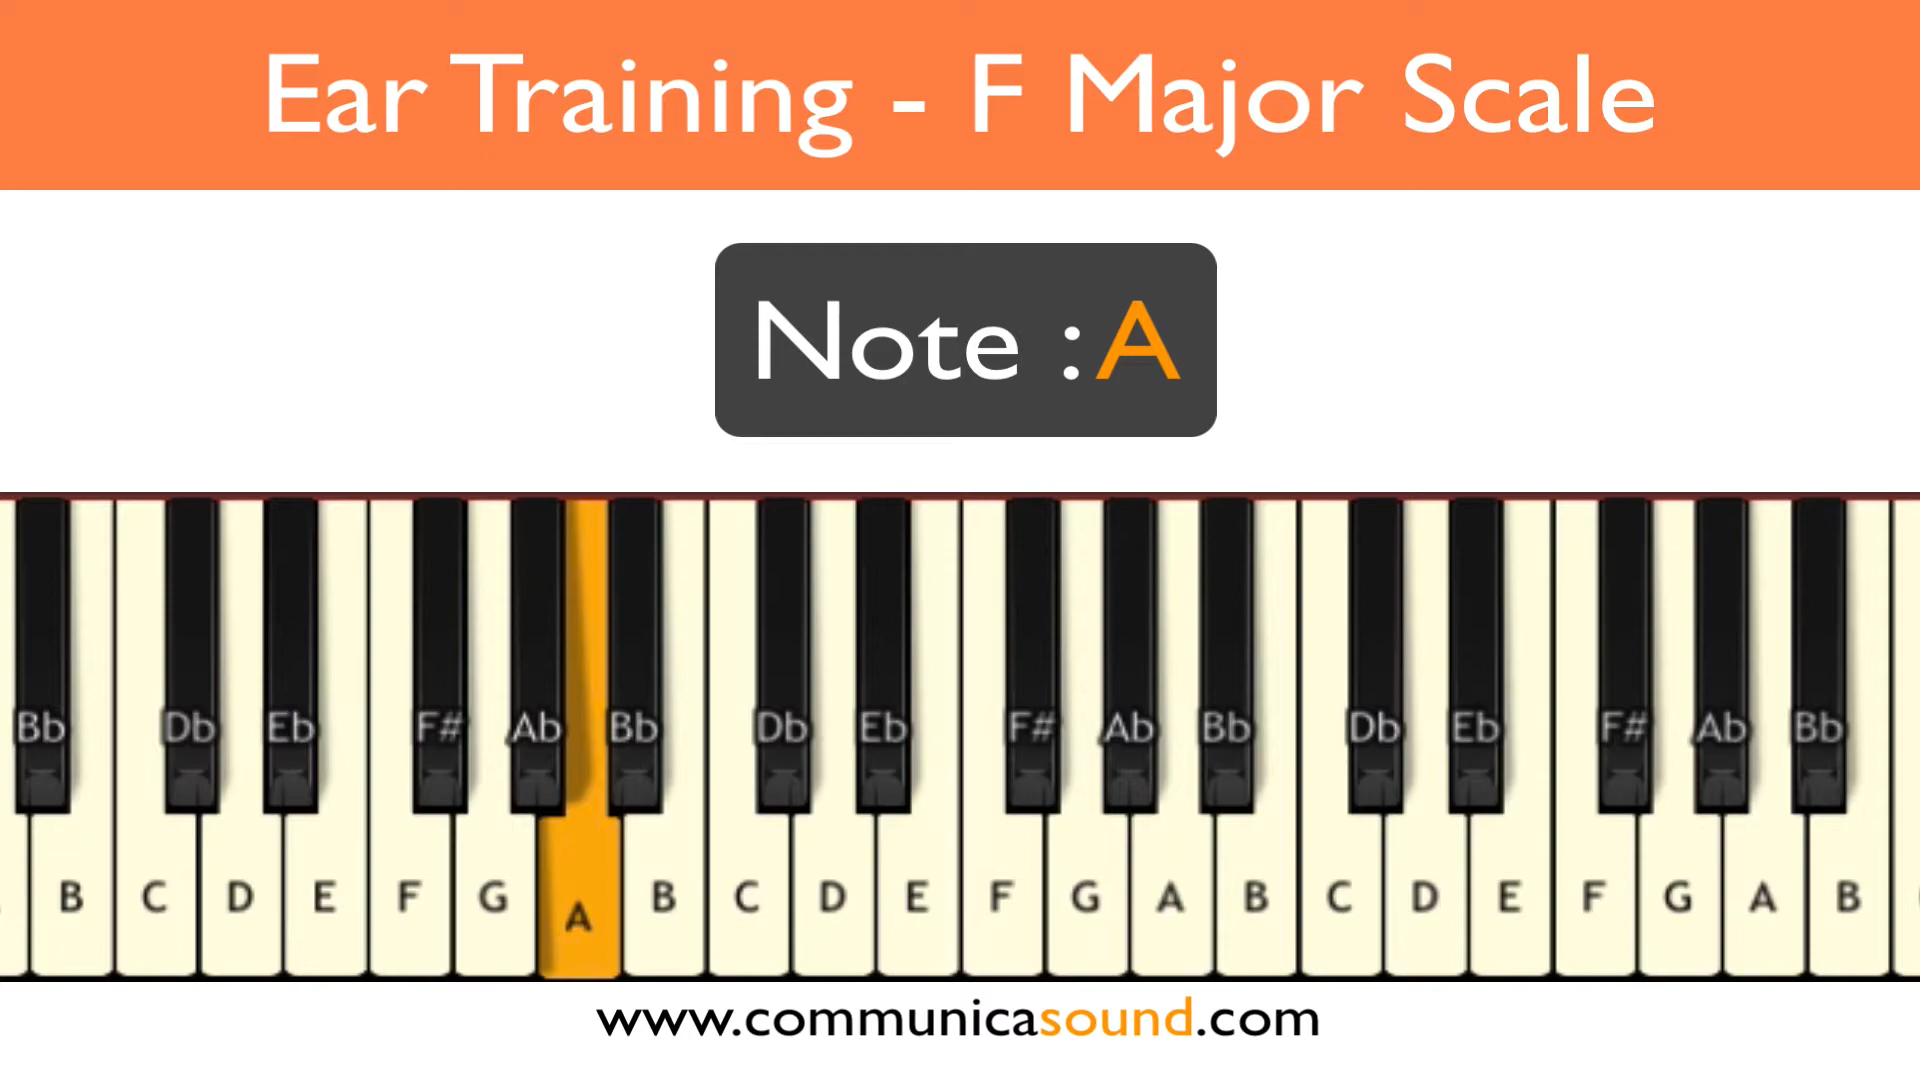 Ear Training - F Major Scale
Note : A
Bb Db Eb F# Ab Bb Db Eb F# Ab Bb Db Eb F# Ab Bb
B C D E F G A B C D E F G A B C D E F G A B
www.communicasound.com